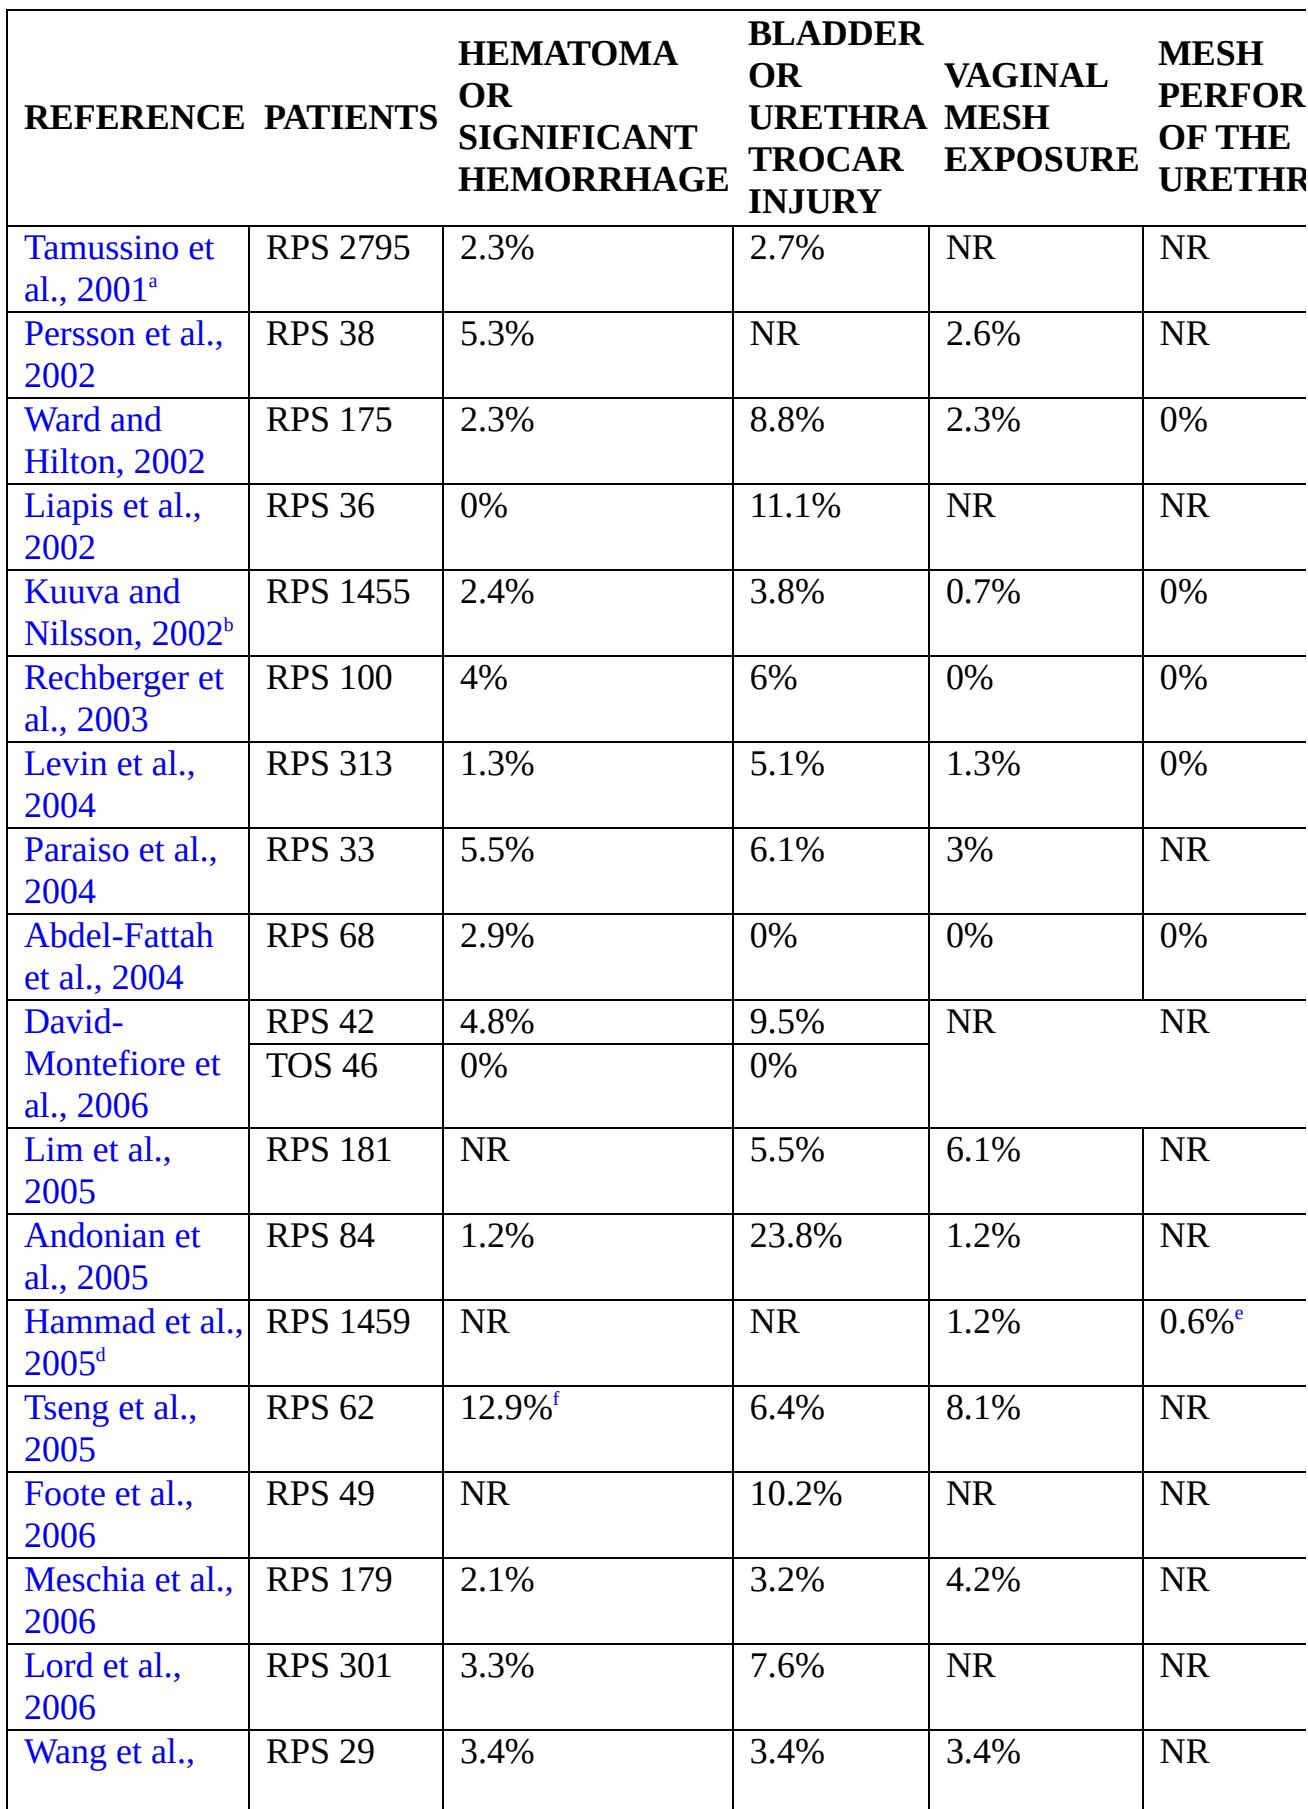 REFERENCE PATIENTS HEMATOMA OR SIGNIFICANT HEMORRHAGE BLADDER OR URETHRA TROCAR INJURY VAGINAL MESH EXPOSURE MESH PERFOR OF THE URETHR
Tamussino et RPS 2795 2.3% 2.7% NR NR
al., 2001a
Persson et al., RPS 38 5.3% NR 2.6% NR
2002
Ward and RPS 175 2.3% 8.8% 2.3% 0%
Hilton, 2002
Liapis et al., RPS 36 0% 11.1% NR NR
2002
Kuuva and RPS 1455 2.4% 3.8% 0.7% 0%
Nilsson, 2002b
Rechberger et RPS 100 4% 6% 0% 0%
al., 2003
Levin et al., RPS 313 1.3% 5.1% 1.3% 0%
2004
Paraiso et al., RPS 33 5.5% 6.1% 3% NR
2004
Abdel-Fattah RPS 68 2.9% 0% 0% 0%
et al., 2004
David- RPS 42 4.8% 9.5% NR NR
Montefiore et TOS 46 0% 0%
al., 2006
Lim et al., RPS 181 NR 5.5% 6.1% NR
2005
Andonian et RPS 84 1.2% 23.8% 1.2% NR
al., 2005
Hammad et al., RPS 1459 NR NR 1.2% 0.6%e
2005d
Tseng et al., RPS 62 12.9%f 6.4% 8.1% NR
2005
Foote et al., RPS 49 NR 10.2% NR NR
2006
Meschia et al., RPS 179 2.1% 3.2% 4.2% NR
2006
Lord et al., RPS 301 3.3% 7.6% NR NR
2006
Wang et al., RPS 29 3.4% 3.4% 3.4% NR